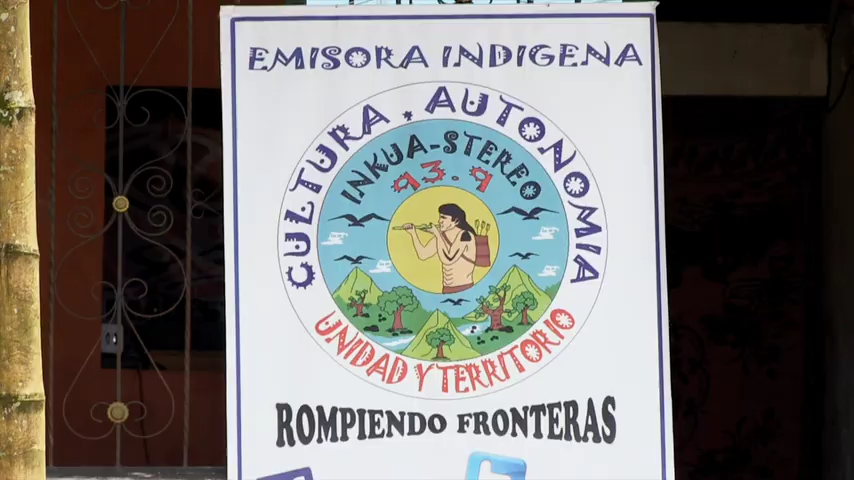 EMISORA INDIGENA
CULTURA, AUTONOMIA
INKUA-STEREO
93.9
UNIDAD Y TERRITORIO
ROMPIENDO FRONTERAS